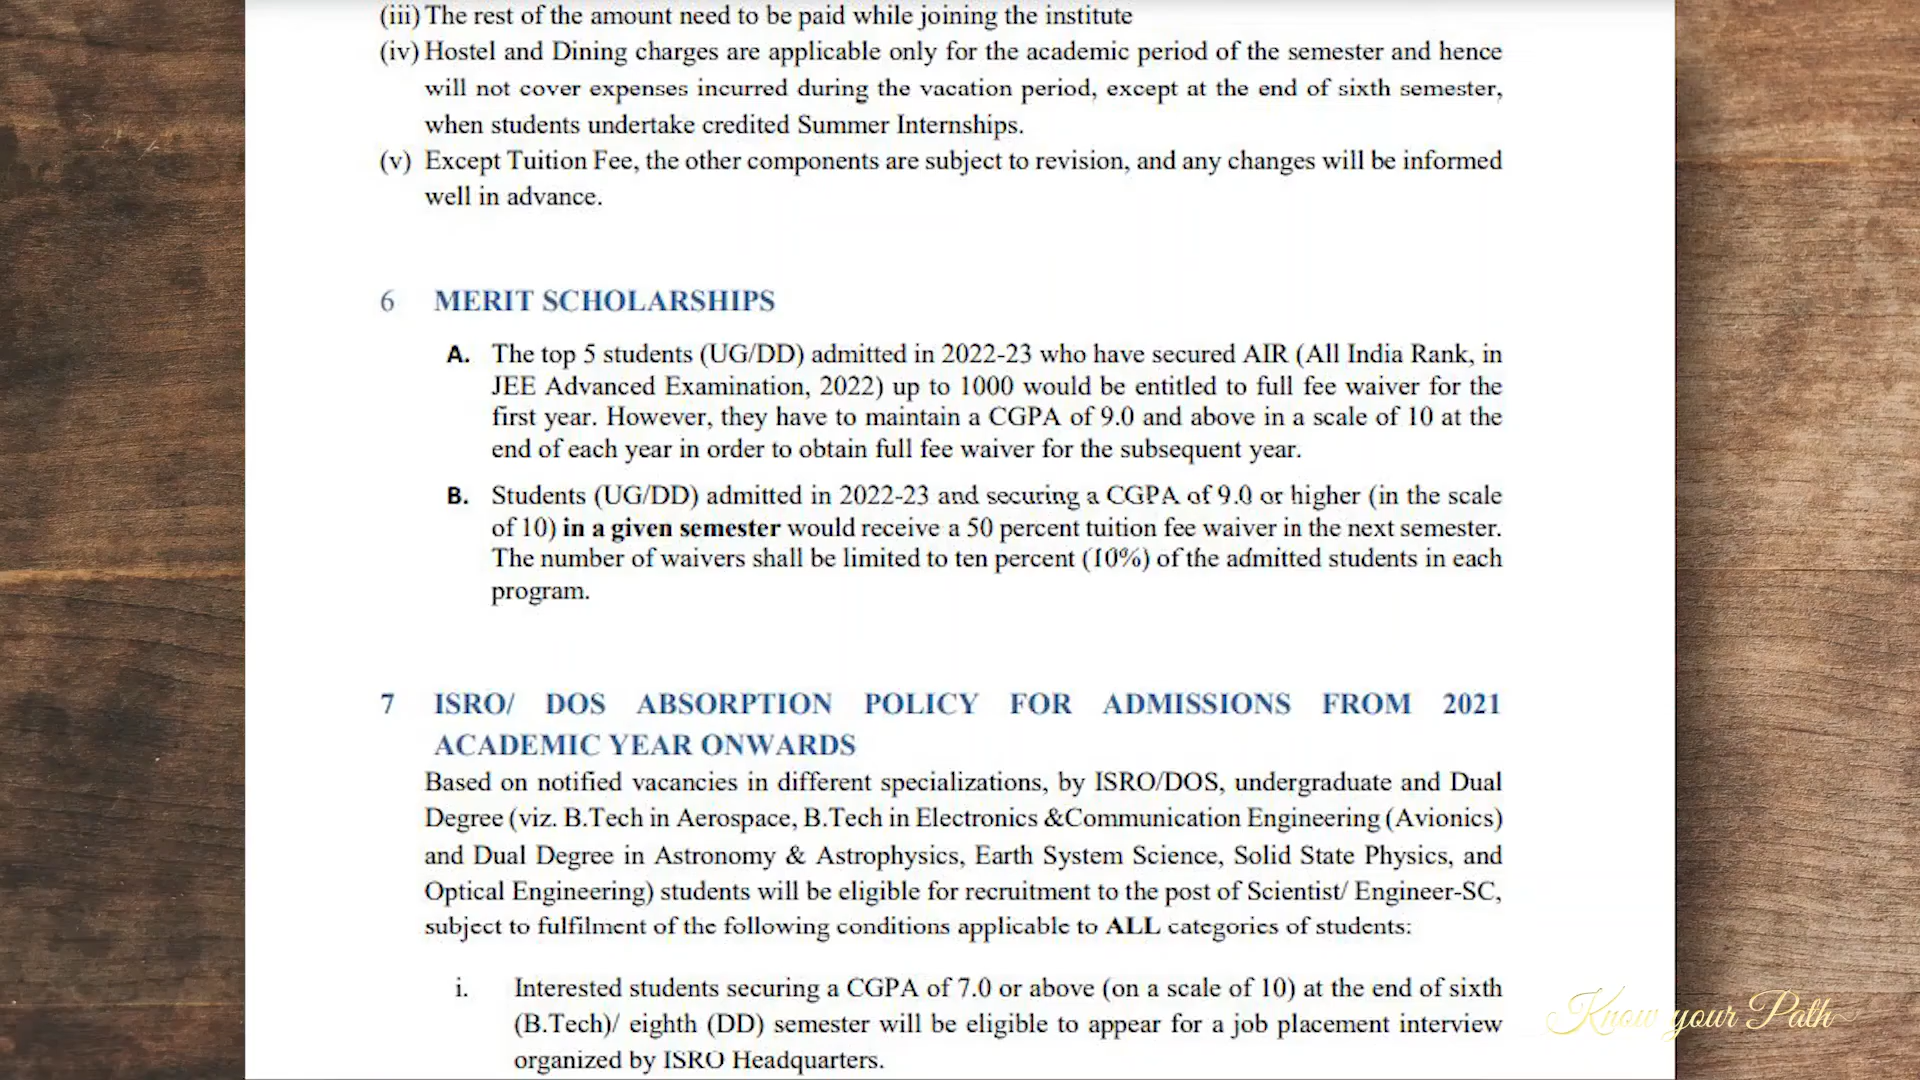 (iii) The rest of the amount need to be paid while joining the institute
(iv) Hostel and Dining charges are applicable only for the academic period of the semester and hence
will not cover expenses incurred during the vacation period, except at the end of sixth semester,
when students undertake credited Summer Internships.
(v) Except Tuition Fee, the other components are subject to revision, and any changes will be informed
well in advance.
6 MERIT SCHOLARSHIPS
A. The top 5 students (UG/DD) admitted in 2022-23 who have secured AIR (All India Rank, in
JEE Advanced Examination, 2022) up to 1000 would be entitled to full fee waiver for the
first year. However, they have to maintain a CGPA of 9.0 and above in a scale of 10 at the
end of each year in order to obtain full fee waiver for the subsequent year.
B. Students (UG/DD) admitted in 2022-23 and securing a CGPA of 9.0 or higher (in the scale
of 10) in a given semester would receive a 50 percent tuition fee waiver in the next semester.
The number of waivers shall be limited to ten percent (10%) of the admitted students in each
program.
7 ISRO/ DOS ABSORPTION POLICY FOR ADMISSIONS FROM 2021
ACADEMIC YEAR ONWARDS
Based on notified vacancies in different specializations, by ISRO/DOS, undergraduate and Dual
Degree (viz. B.Tech in Aerospace, B.Tech in Electronics &Communication Engineering (Avionics)
and Dual Degree in Astronomy & Astrophysics, Earth System Science, Solid State Physics, and
Optical Engineering) students will be eligible for recruitment to the post of Scientist/ Engineer-SC,
subject to fulfilment of the following conditions applicable to ALL categories of students:
i. Interested students securing a CGPA of 7.0 or above (on a scale of 10) at the end of sixth
(B.Tech)/ eighth (DD) semester will be eligible to appear for a job placement interview
organized by ISRO Headquarters.
Know your Path